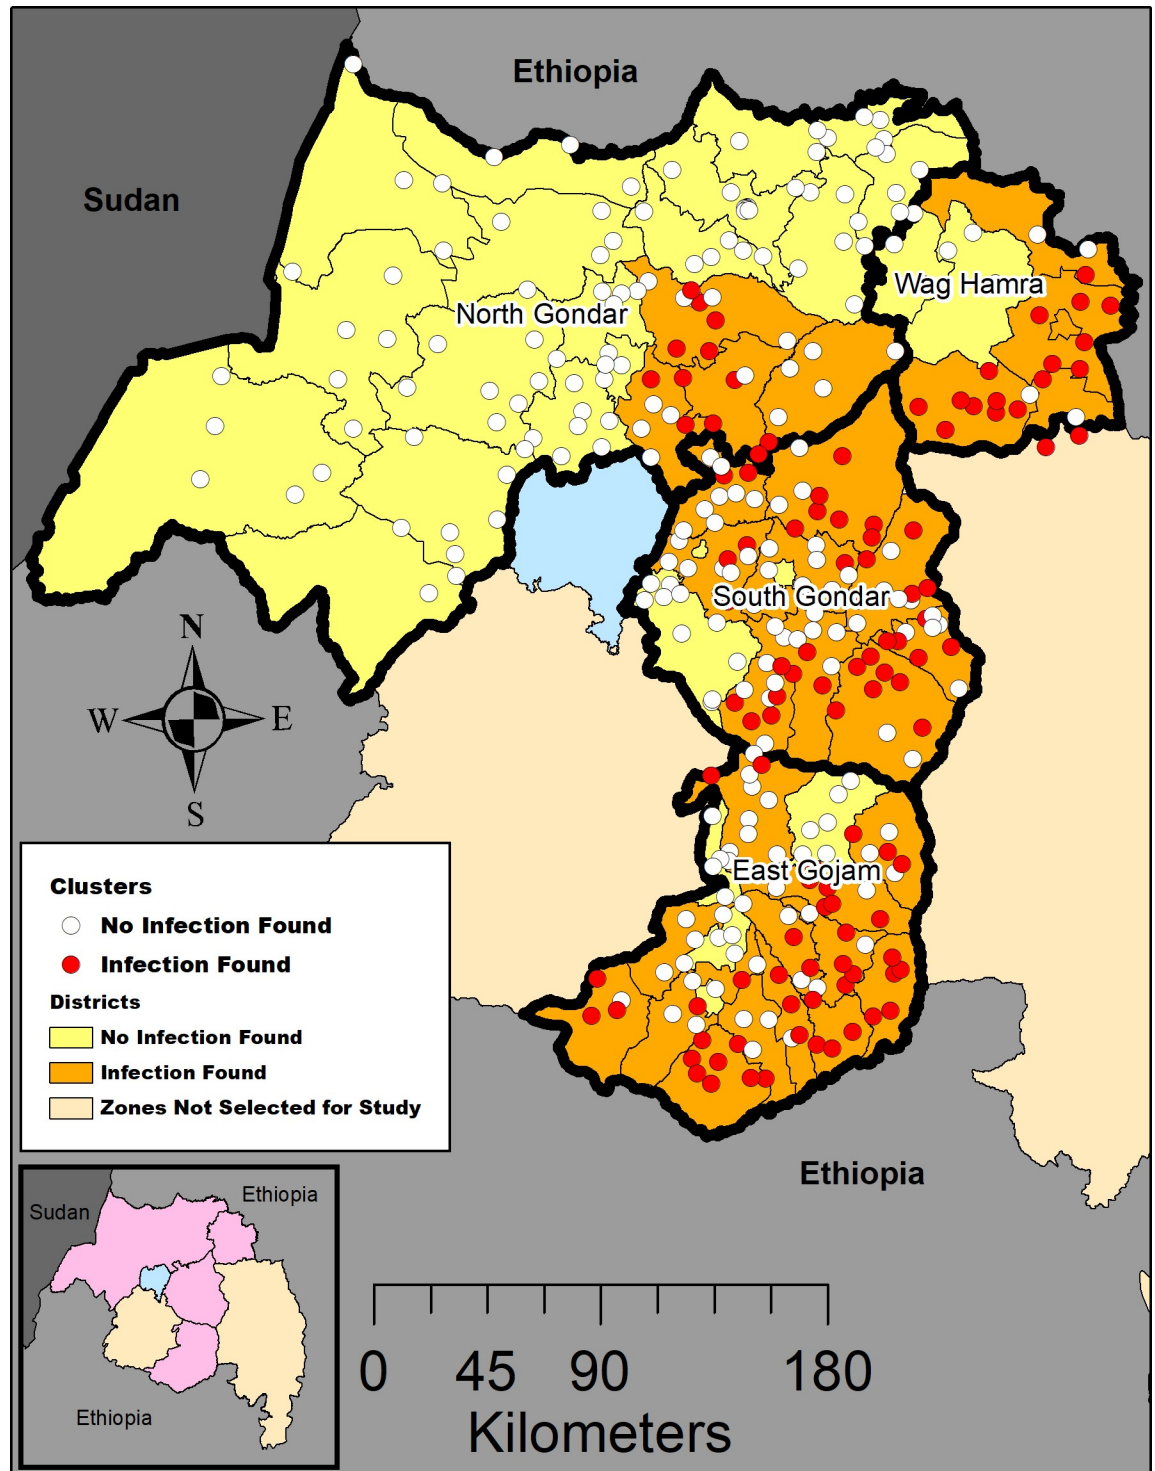 Ethiopia
Sudan
Wag Hamra
North Gondar
South Gondar
N
W
E
S
East Gojam
Clusters
No Infection Found
Infection Found
Districts
No Infection Found
Infection Found
Zones Not Selected for Study
Ethiopia
Ethiopia
Sudan
Ethiopia
0 45 90 180
Kilometers